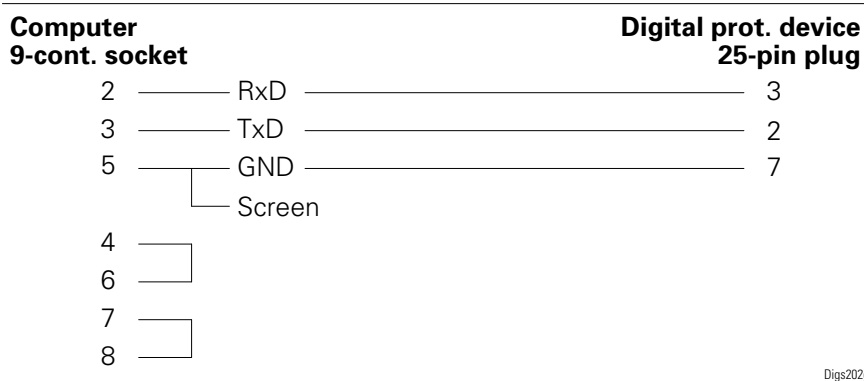 Computer Digital prot. device
9-cont. socket 25-pin plug
2 RxD 3
3 TxD 2
5 GND 7
Screen
4
6
7
8
Digs202